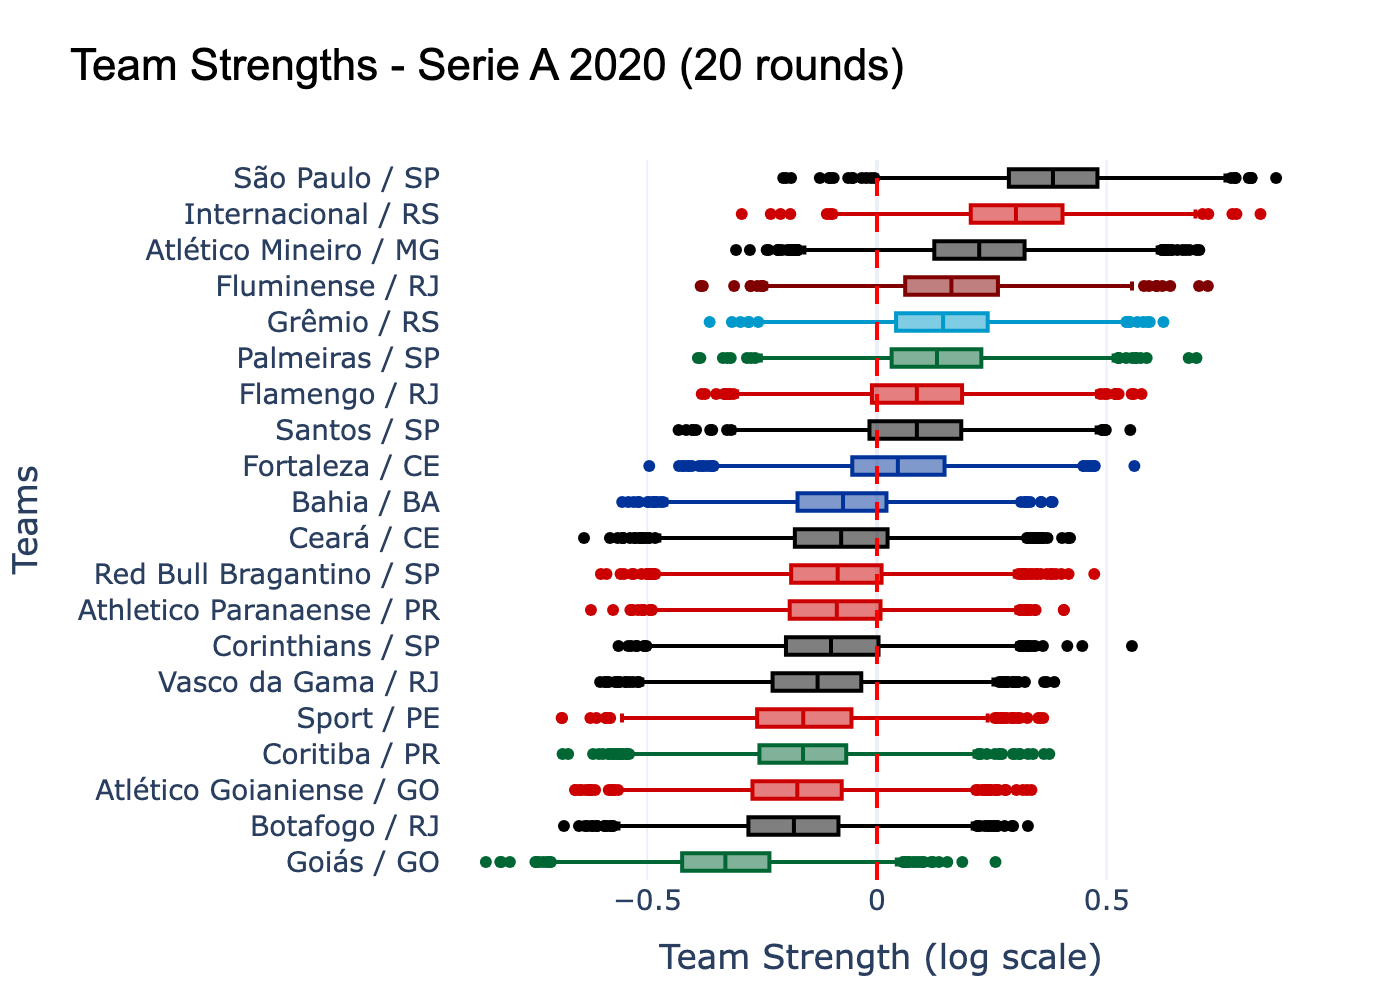 Team Strengths - Serie A 2020 (20 rounds)
São Paulo / SP
Internacional / RS
Atlético Mineiro / MG
Fluminense / RJ
Grêmio / RS
Palmeiras / SP
Flamengo / RJ
Santos / SP
Fortaleza / CE
Bahia / BA
Ceará / CE
Red Bull Bragantino / SP
Athletico Paranaense / PR
Corinthians / SP
Vasco da Gama / RJ
Sport / PE
Coritiba / PR
Atlético Goianiense / GO
Botafogo / RJ
Goiás / GO
Teams
−0.5 0 0.5
Team Strength (log scale)